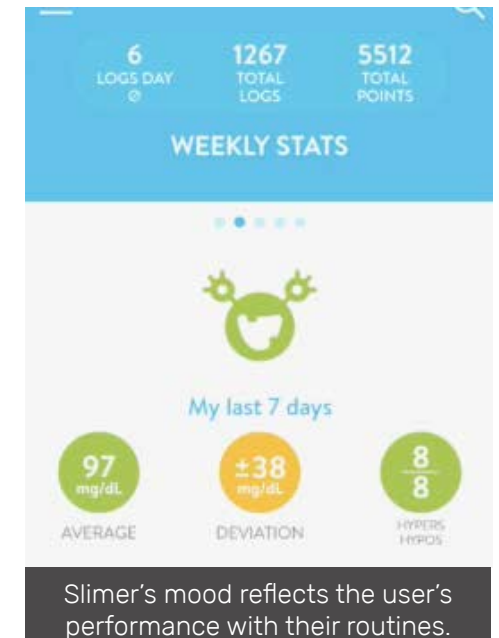 6
LOGS DAY
Ø
1267
TOTAL
LOGS
5512
TOTAL
POINTS
WEEKLY STATS
My last 7 days
97
mg/dL
AVERAGE
±38
mg/dL
DEVIATION
8
8
HYPERS
HYPOS
Slimer’s mood reflects the user’s
performance with their routines.